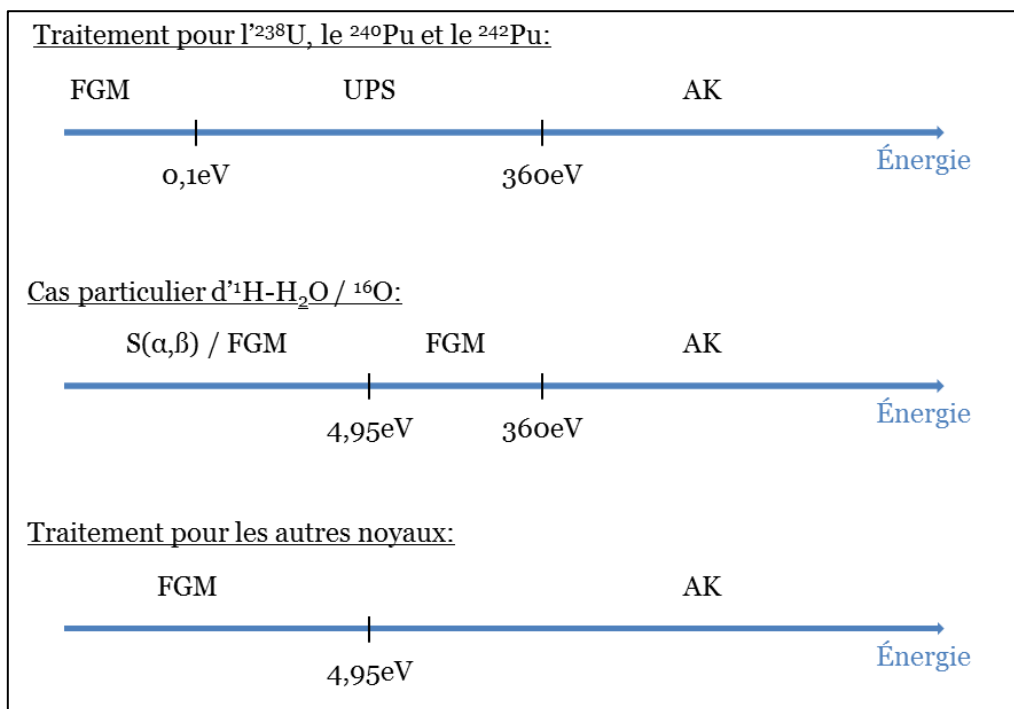 Traitement pour l'²³⁸U, le ²⁴⁰Pu et le ²⁴²Pu:
FGM UPS AK
0,1eV 360eV Énergie
Cas particulier d'¹H-H₂O / ¹⁶O:
S(α,ß) / FGM FGM AK
4,95eV 360eV Énergie
Traitement pour les autres noyaux:
FGM AK
4,95eV Énergie